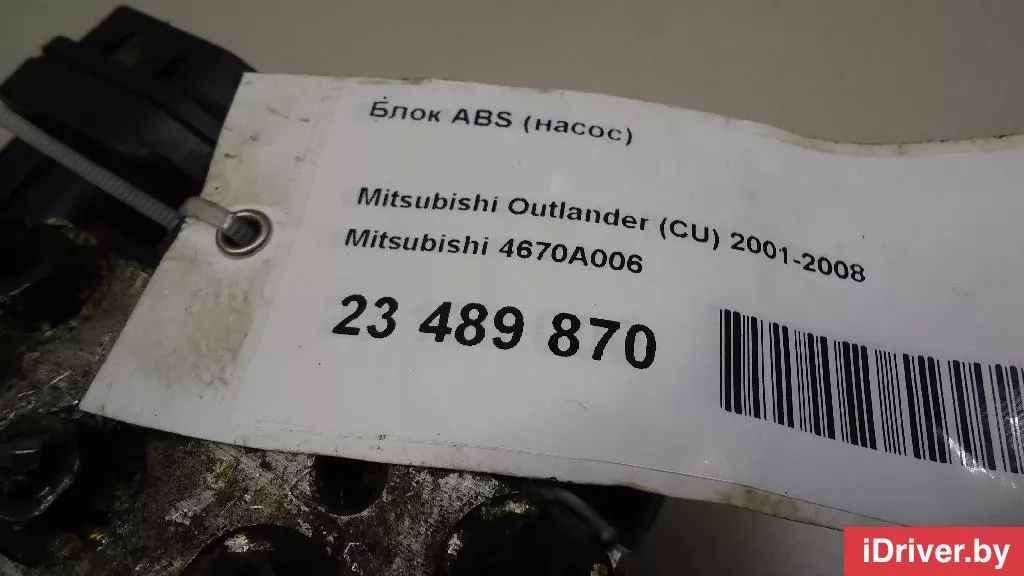 Блок ABS (насос)
Mitsubishi Outlander (CU) 2001-2008
Mitsubishi 4670A006
23 489 870
iDriver.by